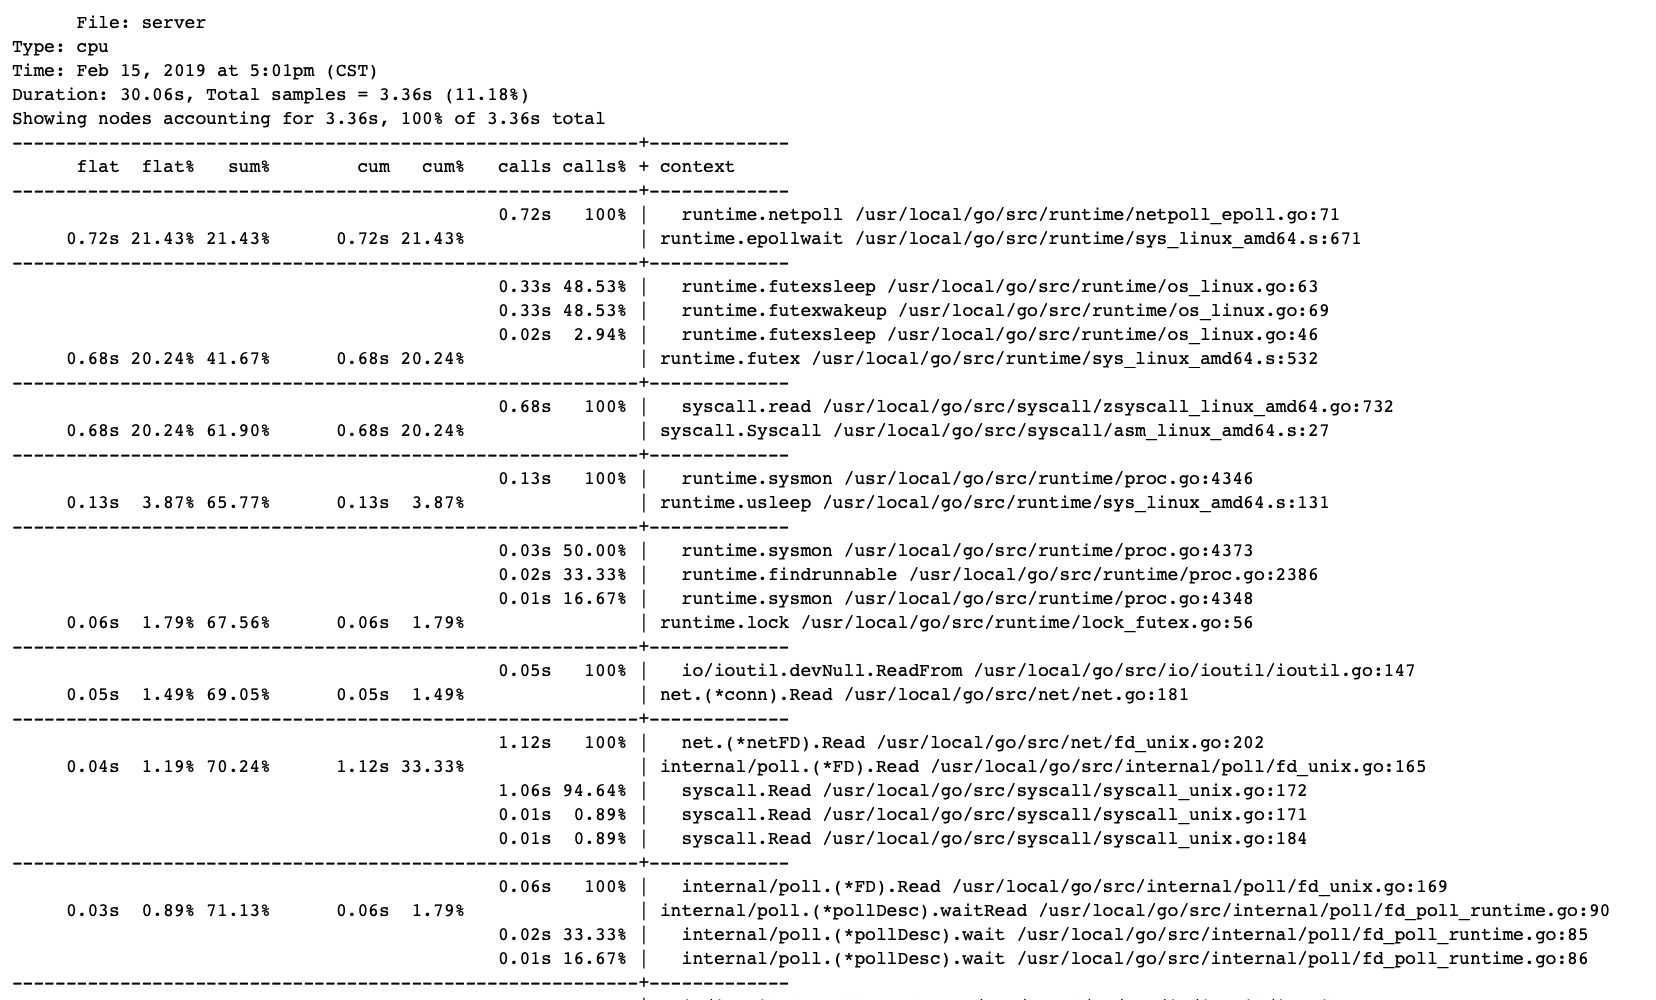 File: server
Type: cpu
Time: Feb 15, 2019 at 5:01pm (CST)
Duration: 30.06s, Total samples = 3.36s (11.18%)
Showing nodes accounting for 3.36s, 100% of 3.36s total
----------------------------------------------------------+-------------
      flat  flat%   sum%        cum   cum%   calls calls% + context
----------------------------------------------------------+-------------
                                             0.72s   100% |   runtime.netpoll /usr/local/go/src/runtime/netpoll_epoll.go:71
     0.72s 21.43% 21.43%      0.72s 21.43%                | runtime.epollwait /usr/local/go/src/runtime/sys_linux_amd64.s:671
----------------------------------------------------------+-------------
                                             0.33s 48.53% |   runtime.futexsleep /usr/local/go/src/runtime/os_linux.go:63
                                             0.33s 48.53% |   runtime.futexwakeup /usr/local/go/src/runtime/os_linux.go:69
                                             0.02s  2.94% |   runtime.futexsleep /usr/local/go/src/runtime/os_linux.go:46
     0.68s 20.24% 41.67%      0.68s 20.24%                | runtime.futex /usr/local/go/src/runtime/sys_linux_amd64.s:532
----------------------------------------------------------+-------------
                                             0.68s   100% |   syscall.read /usr/local/go/src/syscall/zsyscall_linux_amd64.go:732
     0.68s 20.24% 61.90%      0.68s 20.24%                | syscall.Syscall /usr/local/go/src/syscall/asm_linux_amd64.s:27
----------------------------------------------------------+-------------
                                             0.13s   100% |   runtime.sysmon /usr/local/go/src/runtime/proc.go:4346
     0.13s  3.87% 65.77%      0.13s  3.87%                | runtime.usleep /usr/local/go/src/runtime/sys_linux_amd64.s:131
----------------------------------------------------------+-------------
                                             0.03s 50.00% |   runtime.sysmon /usr/local/go/src/runtime/proc.go:4373
                                             0.02s 33.33% |   runtime.findrunnable /usr/local/go/src/runtime/proc.go:2386
                                             0.01s 16.67% |   runtime.sysmon /usr/local/go/src/runtime/proc.go:4348
     0.06s  1.79% 67.56%      0.06s  1.79%                | runtime.lock /usr/local/go/src/runtime/lock_futex.go:56
----------------------------------------------------------+-------------
                                             0.05s   100% |   io/ioutil.devNull.ReadFrom /usr/local/go/src/io/ioutil/ioutil.go:147
     0.05s  1.49% 69.05%      0.05s  1.49%                | net.(*conn).Read /usr/local/go/src/net/net.go:181
----------------------------------------------------------+-------------
                                             1.12s   100% |   net.(*netFD).Read /usr/local/go/src/net/fd_unix.go:202
     0.04s  1.19% 70.24%      1.12s 33.33%                | internal/poll.(*FD).Read /usr/local/go/src/internal/poll/fd_unix.go:165
                                             1.06s 94.64% |   syscall.Read /usr/local/go/src/syscall/syscall_unix.go:172
                                             0.01s  0.89% |   syscall.Read /usr/local/go/src/syscall/syscall_unix.go:171
                                             0.01s  0.89% |   syscall.Read /usr/local/go/src/syscall/syscall_unix.go:184
----------------------------------------------------------+-------------
                                             0.06s   100% |   internal/poll.(*FD).Read /usr/local/go/src/internal/poll/fd_unix.go:169
     0.03s  0.89% 71.13%      0.06s  1.79%                | internal/poll.(*pollDesc).waitRead /usr/local/go/src/internal/poll/fd_poll_runtime.go:90
                                             0.02s 33.33% |   internal/poll.(*pollDesc).wait /usr/local/go/src/internal/poll/fd_poll_runtime.go:85
                                             0.01s 16.67% |   internal/poll.(*pollDesc).wait /usr/local/go/src/internal/poll/fd_poll_runtime.go:86
----------------------------------------------------------+-------------